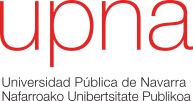 upna
Universidad Pública de Navarra
Nafarroako Unibertsitate Publikoa